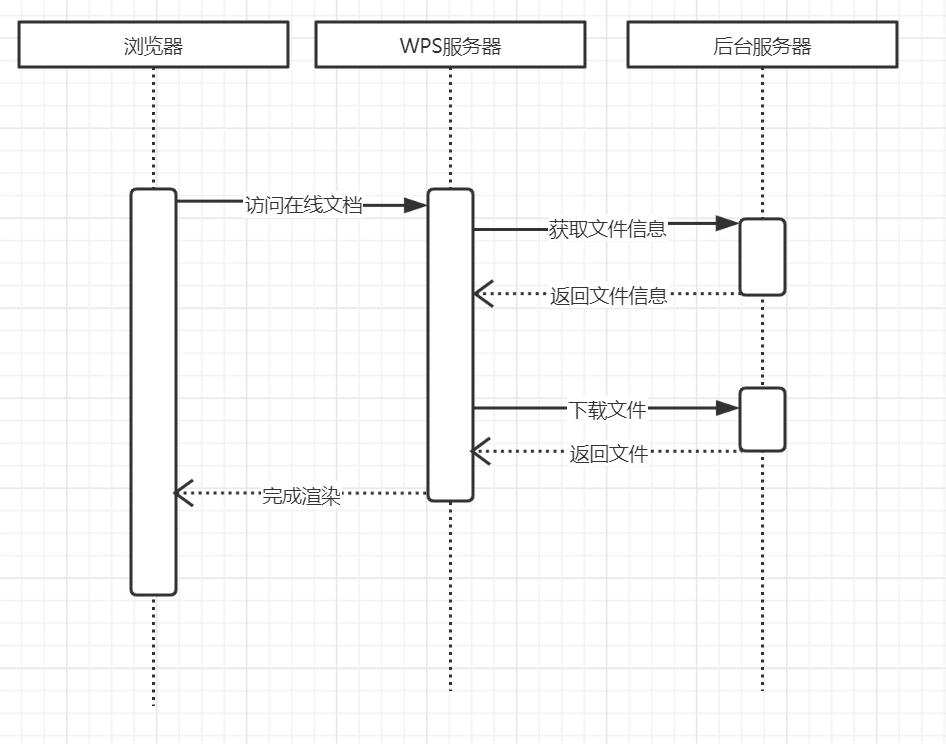 浏览器
WPS服务器
后台服务器
访问在线文档
获取文件信息
返回文件信息
下载文件
返回文件
完成渲染